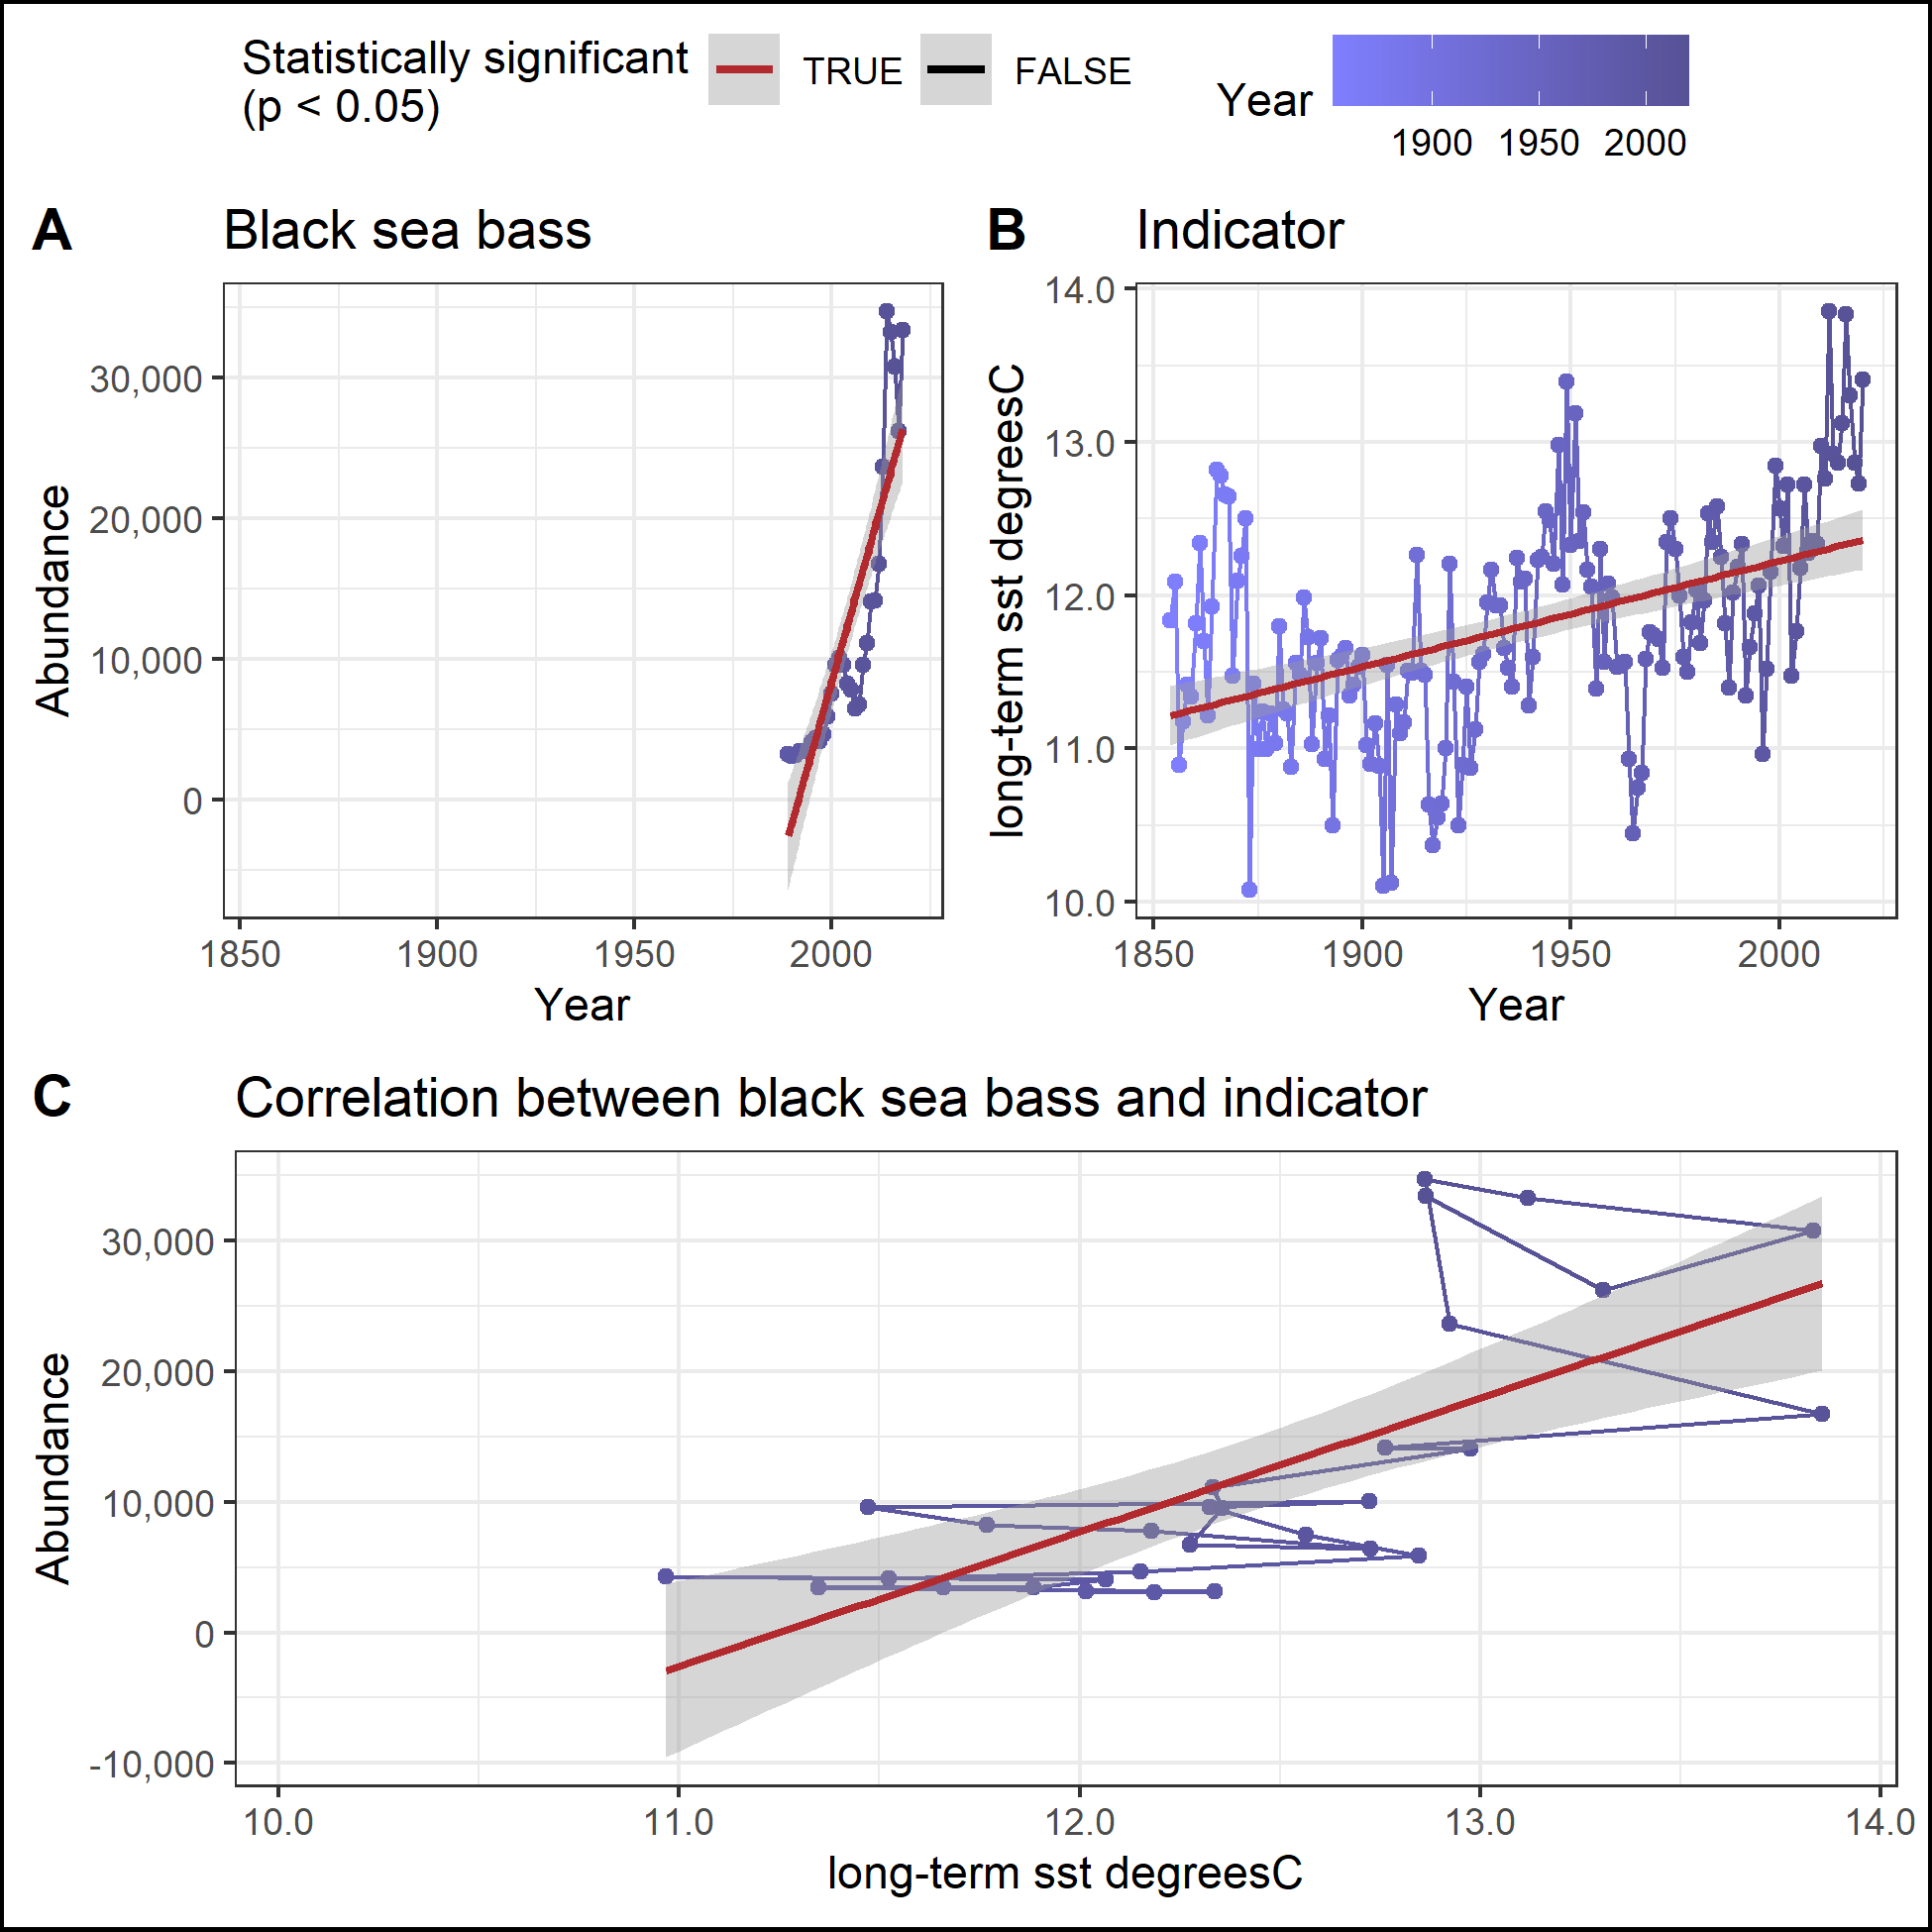 Statistically significant
(p < 0.05)
TRUE
FALSE
Year
1900
1950
2000
A
Black sea bass
Abundance
30,000
20,000
10,000
0
1850
1900
1950
2000
Year
B
Indicator
long-term sst degreesC
14.0
13.0
12.0
11.0
10.0
1850
1900
1950
2000
Year
C
Correlation between black sea bass and indicator
Abundance
30,000
20,000
10,000
0
-10,000
10.0
11.0
12.0
13.0
14.0
long-term sst degreesC